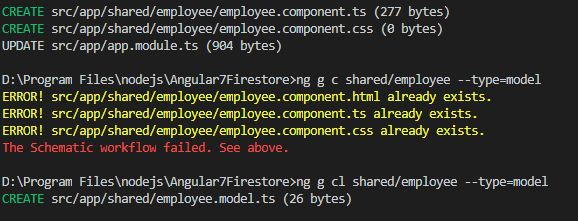 CREATE src/app/shared/employee/employee.component.ts (277 bytes)
CREATE src/app/shared/employee/employee.component.css (0 bytes)
UPDATE src/app/app.module.ts (904 bytes)
D:\Program Files\nodejs\Angular7Firestore>ng g c shared/employee --type=model
ERROR! src/app/shared/employee/employee.component.html already exists.
ERROR! src/app/shared/employee/employee.component.ts already exists.
ERROR! src/app/shared/employee/employee.component.css already exists.
The Schematic workflow failed. See above.
D:\Program Files\nodejs\Angular7Firestore>ng g cl shared/employee --type=model
CREATE src/app/shared/employee.model.ts (26 bytes)